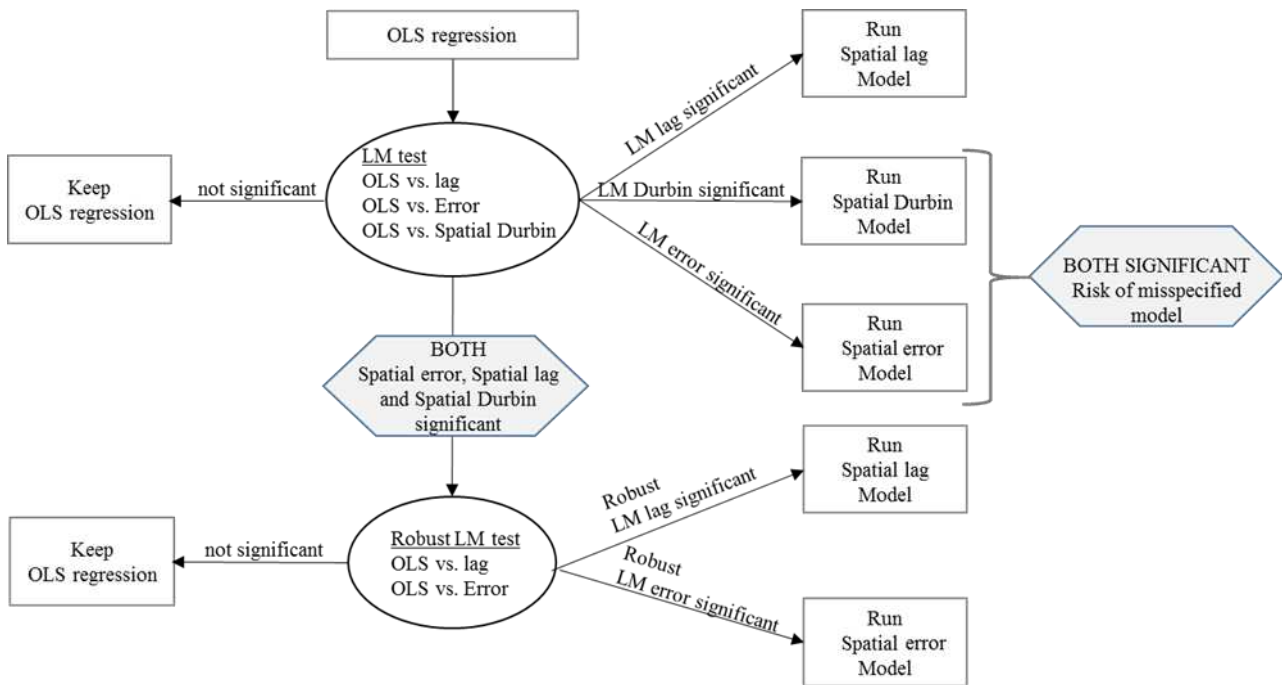 OLS regression
Run
Spatial lag
Model
LM lag significant
LM test
OLS vs. lag
OLS vs. Error
OLS vs. Spatial Durbin
Keep
OLS regression
not significant
LM Durbin significant
Run
Spatial Durbin
Model
LM error significant
BOTH SIGNIFICANT
Risk of misspecified
model
Run
Spatial error
Model
BOTH
Spatial error, Spatial lag
and Spatial Durbin
significant
Run
Spatial lag
Model
Robust
LM lag significant
Keep
OLS regression
not significant
Robust LM test
OLS vs. lag
OLS vs. Error
Robust
LM error significant
Run
Spatial error
Model